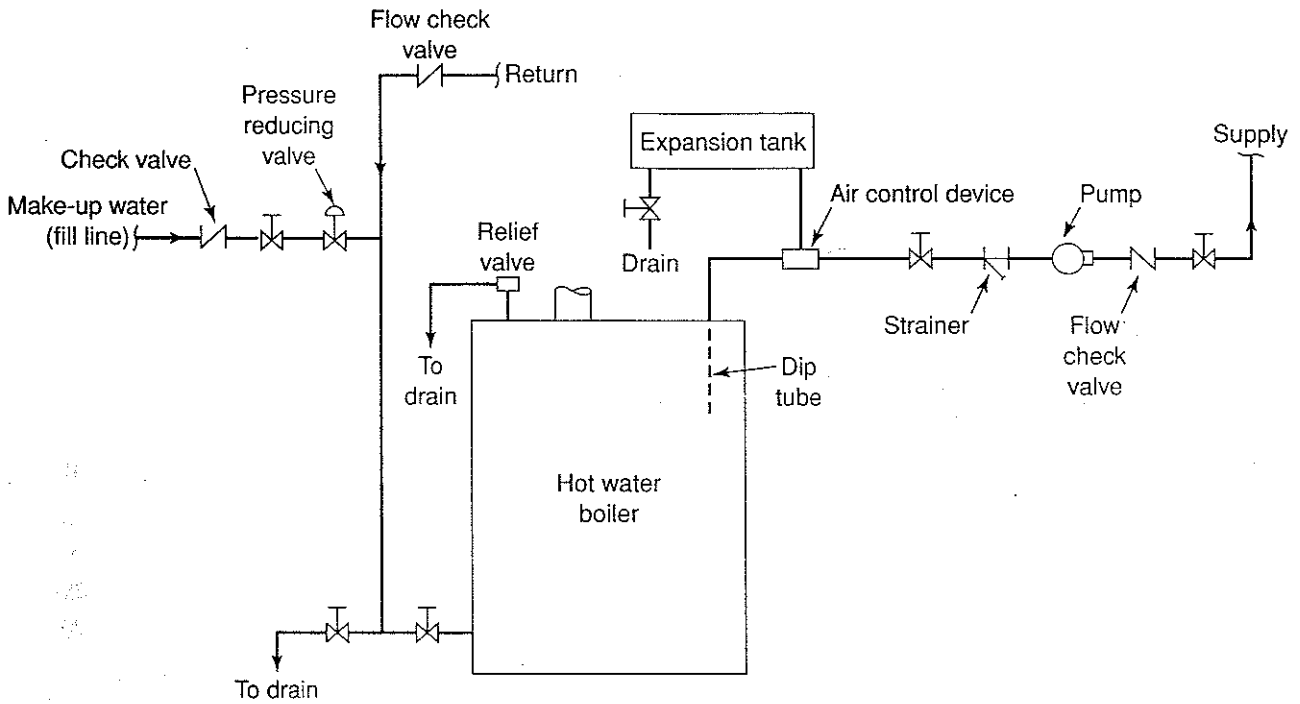 Flow check
valve
Return
Pressure
reducing
valve
Check valve
Make-up water
(fill line)
Expansion tank
Supply
Air control device
Pump
Relief
valve
Drain
Strainer
Flow
check
valve
To
drain
Dip
tube
Hot water
boiler
To drain